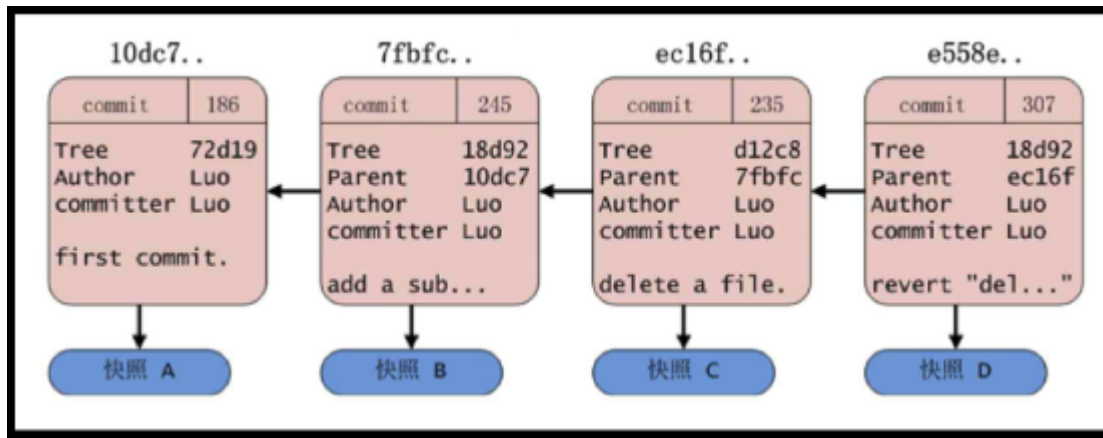 10dc7..
commit 186
Tree 72d19
Author Luo
committer Luo
first commit.
快照 A
7fbfc..
commit 245
Tree 18d92
Parent 10dc7
Author Luo
committer Luo
add a sub...
快照 B
ec16f..
commit 235
Tree d12c8
Parent 7fbfc
Author Luo
committer Luo
delete a file.
快照 C
e558e..
commit 307
Tree 18d92
Parent ec16f
Author Luo
committer Luo
revert "del..."
快照 D